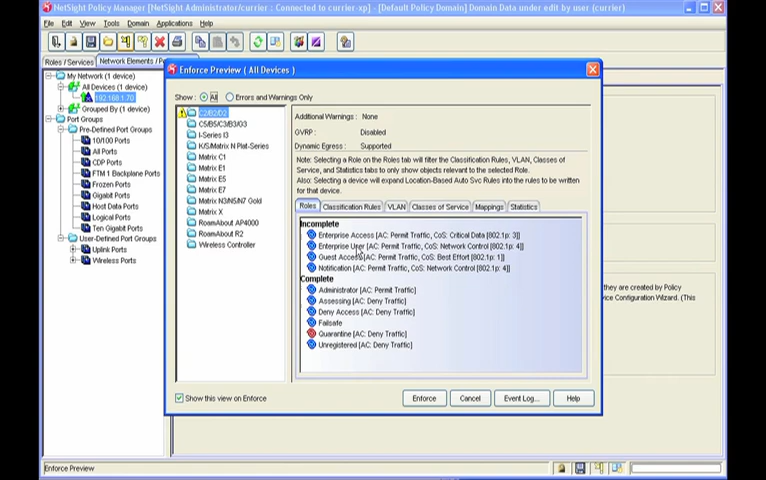 NetSight Policy Manager [NetSight Administrator/currier : Connected to currier-xp] - [Default Policy Domain] Domain Data under edit by user (currier)
File Edit View Tools Domain Applications Help
Roles / Services Network Elements / P
My Network (1 device)
All Devices (1 device)
192.168.1.70
Grouped By (1 device)
Port Groups
Pre-Defined Port Groups
10/100 Ports
All Ports
CDP Ports
FTM 1 Backplane Ports
Frozen Ports
Gigabit Ports
Host Data Ports
Logical Ports
Ten Gigabit Ports
User-Defined Port Groups
Uplink Ports
Wireless Ports
Enforce Preview ( All Devices )
Show : All Errors and Warnings Only
C2/B2/D2
C5/B5/C3/B3/G3
I-Series I3
K/S/Matrix N Plat-Series
Matrix C1
Matrix E1
Matrix E5
Matrix E7
Matrix N3/N5/N7 Gold
Matrix X
RoamAbout AP4000
RoamAbout R2
Wireless Controller
Additional Warnings : None
GVRP : Disabled
Dynamic Egress : Supported
Note: Selecting a Role on the Roles tab will filter the Classification Rules, VLAN, Classes of
Service, and Statistics tabs to only show objects relevant to the selected Role.
Also: Selecting a device will expand Location-Based Auto Svc Rules into the rules to be written
for that device.
Roles Classification Rules VLAN Classes of Service Mappings Statistics
Incomplete
Enterprise Access [AC: Permit Traffic, CoS: Critical Data [802.1p: 3]]
Enterprise User [AC: Permit Traffic, CoS: Network Control [802.1p: 4]]
Guest Access [AC: Permit Traffic, CoS: Best Effort [802.1p: 1]]
Notification [AC: Permit Traffic, CoS: Network Control [802.1p: 4]]
Complete
Administrator [AC: Permit Traffic]
Assessing [AC: Deny Traffic]
Deny Access [AC: Deny Traffic]
Failsafe
Quarantine [AC: Deny Traffic]
Unregistered [AC: Deny Traffic]
Show this view on Enforce
Enforce Cancel Event Log... Help
they are created by Policy
ice Configuration Wizard. (This
Enforce Preview